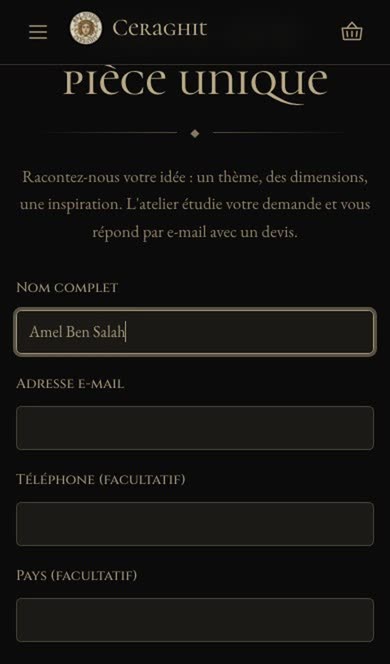 Ceraghit
pièce unique
Racontez-nous votre idée : un thème, des dimensions,
une inspiration. L'atelier étudie votre demande et vous
répond par e-mail avec un devis.
Nom complet
Amel Ben Salah
Adresse e-mail
Téléphone (facultatif)
Pays (facultatif)